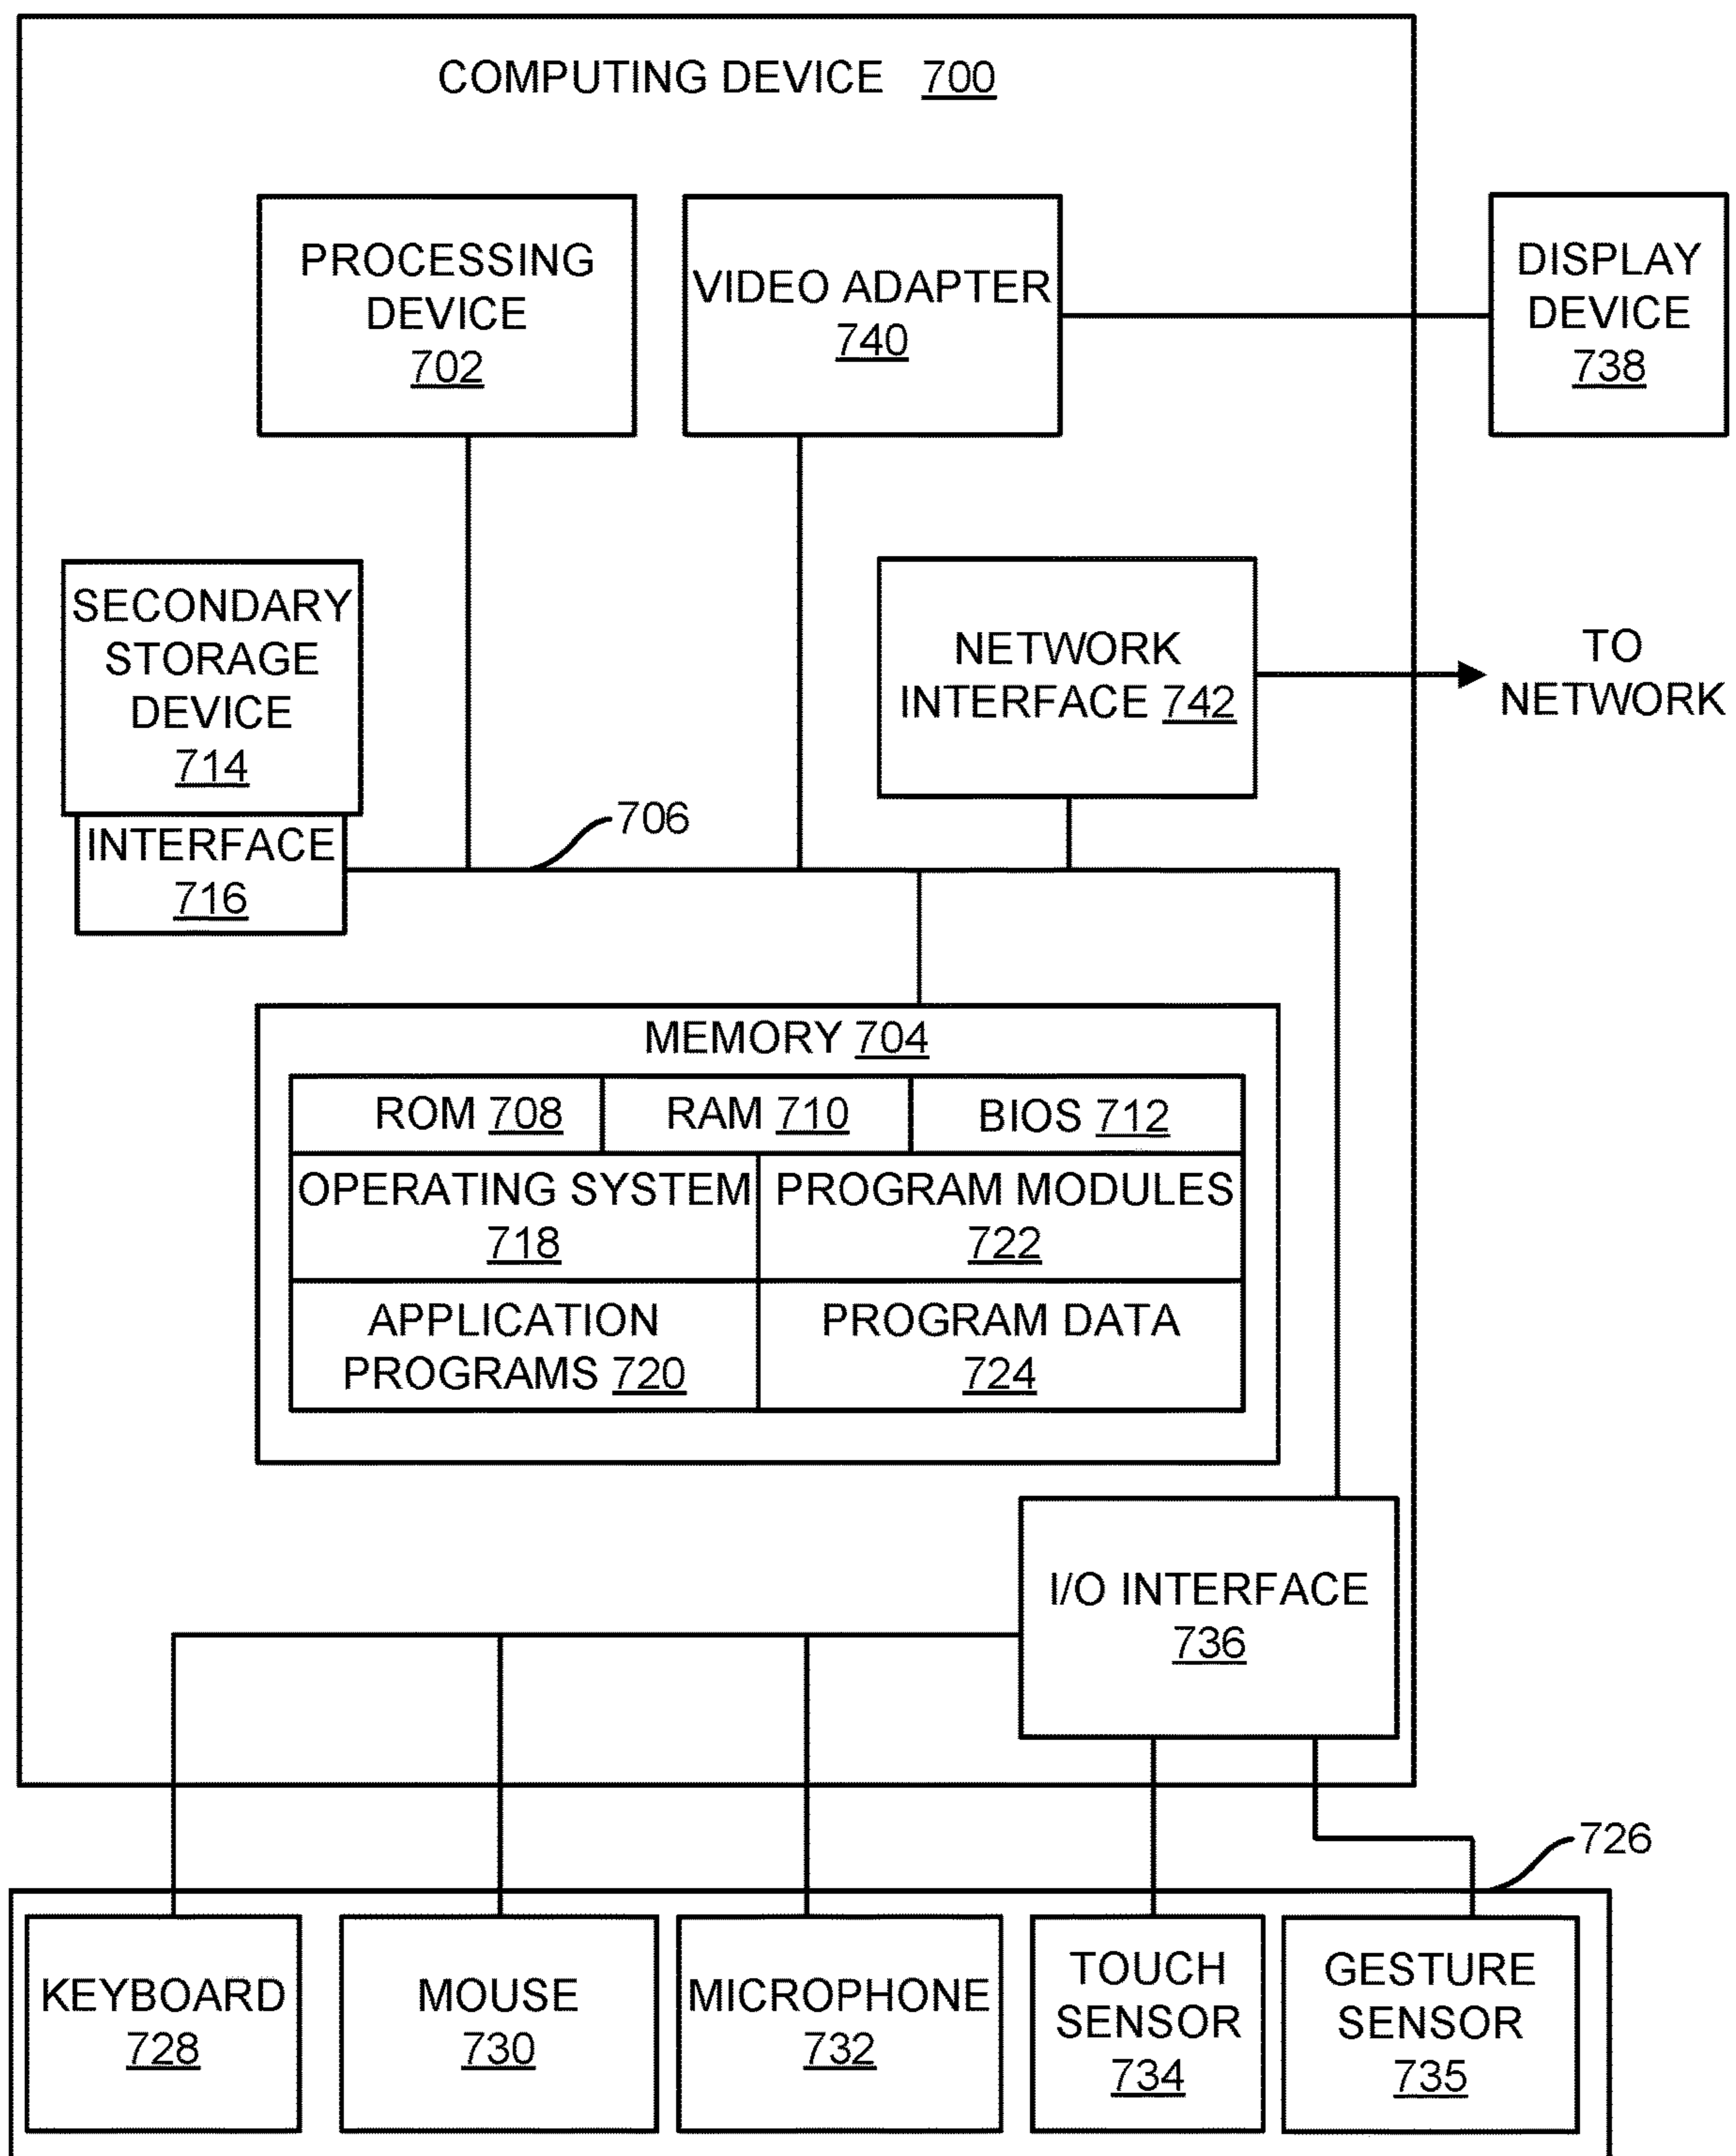 COMPUTING DEVICE 700
PROCESSING
DEVICE
702
VIDEO ADAPTER
740
DISPLAY
DEVICE
738
SECONDARY
STORAGE
DEVICE
714
INTERFACE
716
NETWORK
INTERFACE 742
TO
NETWORK
706
MEMORY 704
ROM 708
RAM 710
BIOS 712
OPERATING SYSTEM
718
PROGRAM MODULES
722
APPLICATION
PROGRAMS 720
PROGRAM DATA
724
I/O INTERFACE
736
726
KEYBOARD
728
MOUSE
730
MICROPHONE
732
TOUCH
SENSOR
734
GESTURE
SENSOR
735